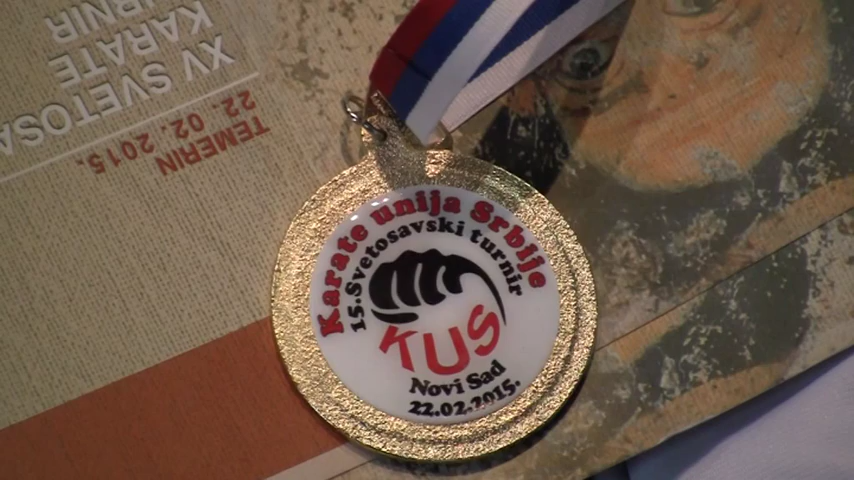 Karate unija Srbije
15.Svetosavski turnir
KUS
Novi Sad
22.02.2015.
XV SVETOSA
KARATE
URNIR
TEMERIN
22. 02. 2015.